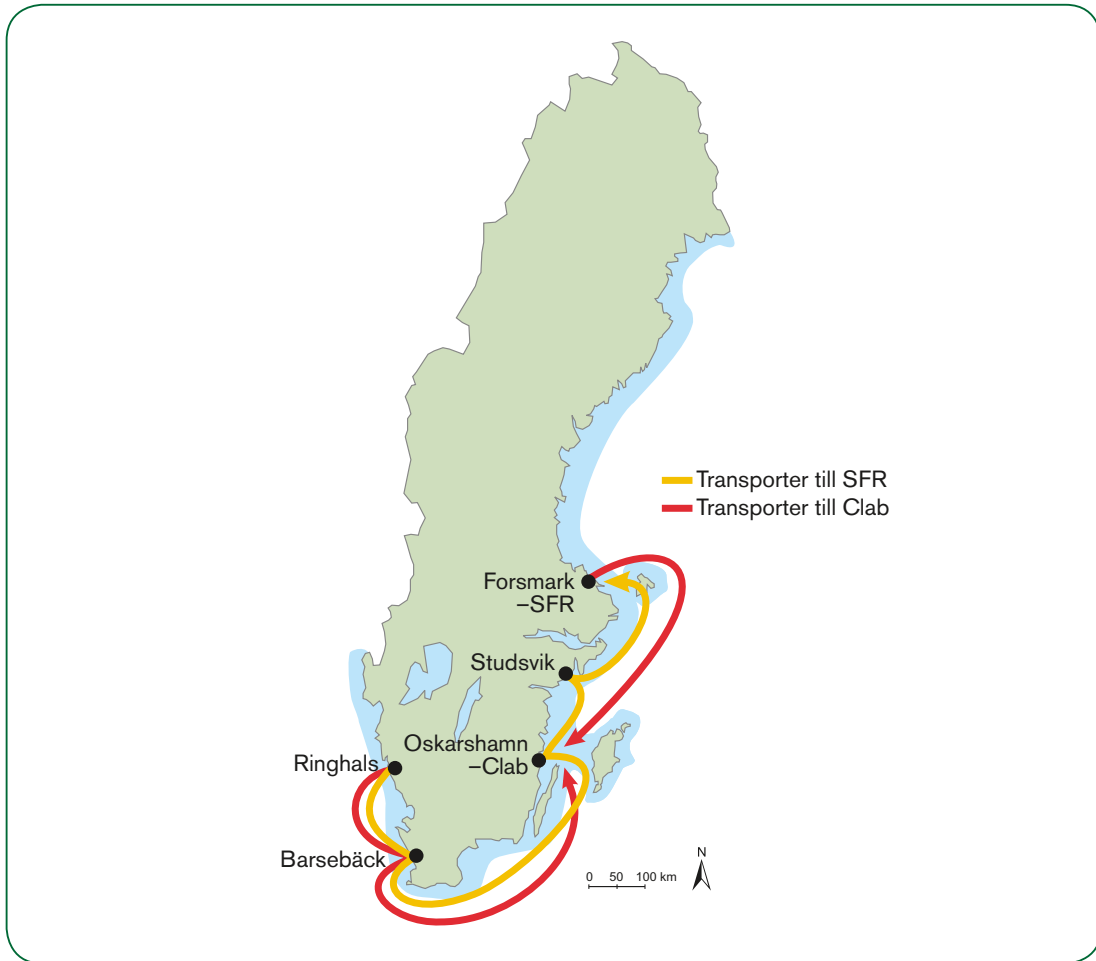 Transporter till SFR
Transporter till Clab
Forsmark
–SFR
Studsvik
Oskarshamn
–Clab
Ringhals
Barsebäck
0 50 100 km
N